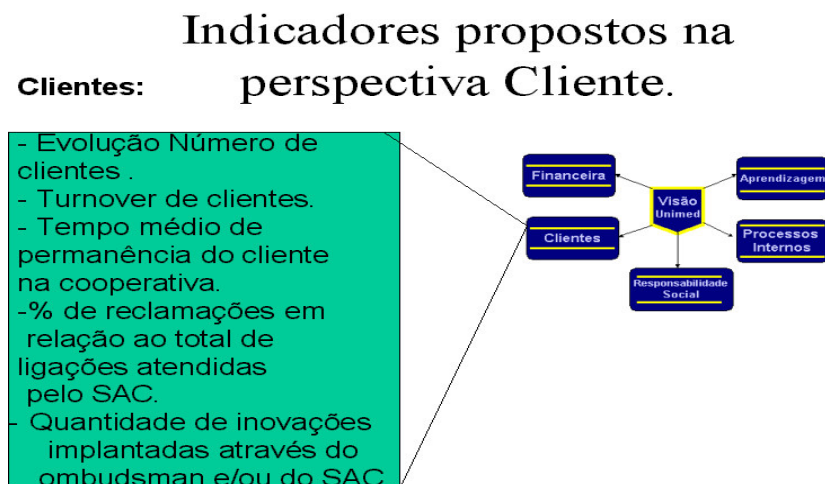 Indicadores propostos na
perspectiva Cliente.
Clientes:
- Evolução Número de
clientes .
- Turnover de clientes.
- Tempo médio de
permanência do cliente
na cooperativa.
-% de reclamações em
relação ao total de
ligações atendidas
pelo SAC.
- Quantidade de inovações
implantadas através do
ombudsman e/ou do SAC
Financeira
Aprendizagem
Visão
Unimed
Clientes
Processos
Internos
Responsabilidade
Social